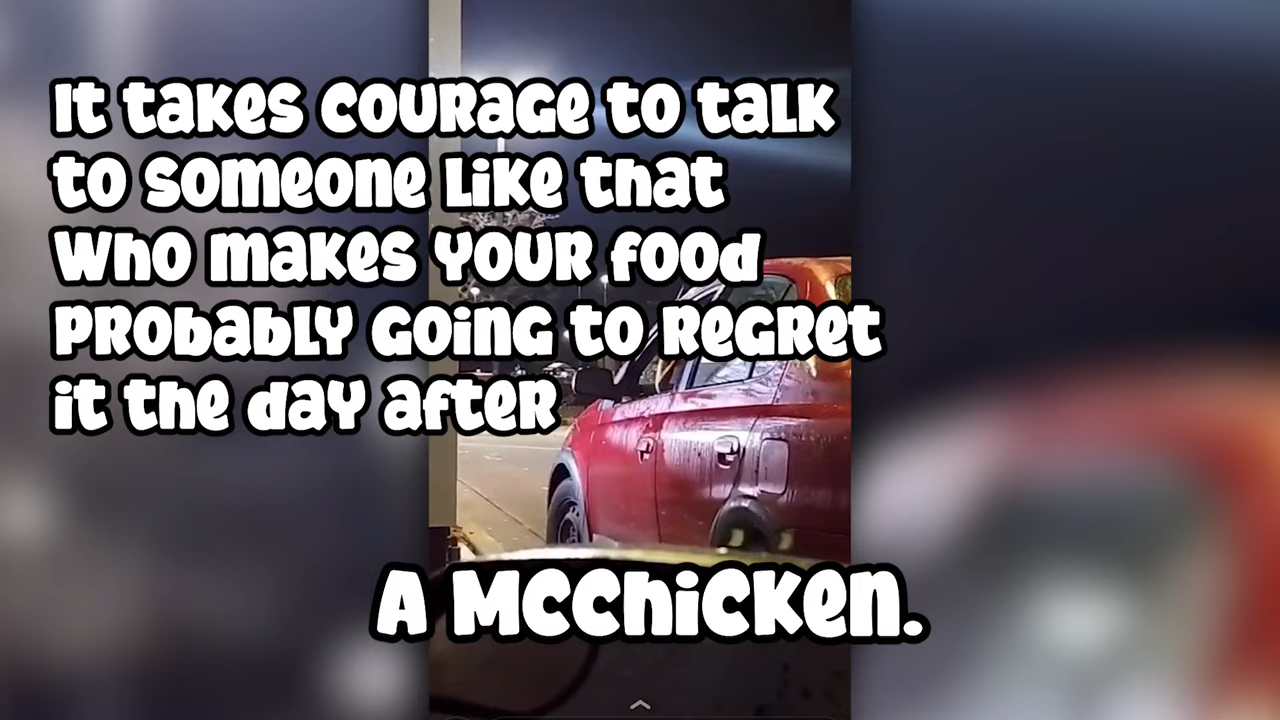 It takes courage to talk
to someone like that
who makes your food
probably going to regret
it the day after
A McChicken.